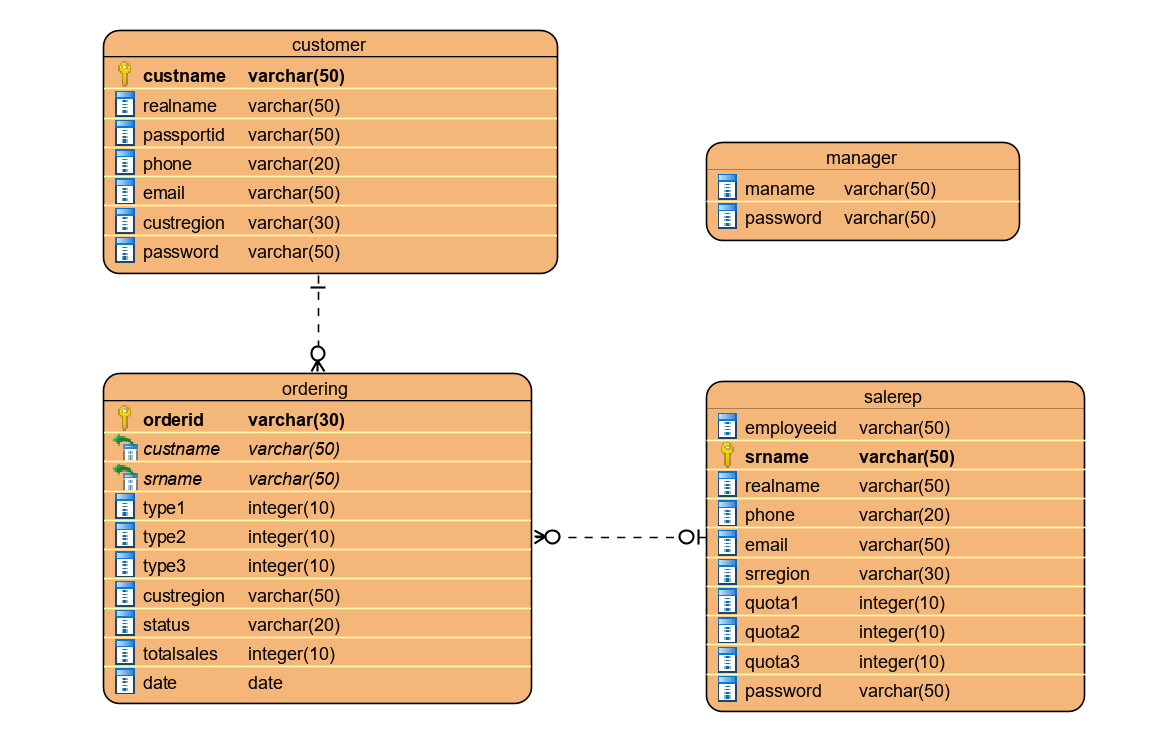 customer
custname varchar(50)
realname varchar(50)
passportid varchar(50)
phone varchar(20)
email varchar(50)
custregion varchar(30)
password varchar(50)
manager
maname varchar(50)
password varchar(50)
ordering
orderid varchar(30)
custname varchar(50)
srname varchar(50)
type1 integer(10)
type2 integer(10)
type3 integer(10)
custregion varchar(50)
status varchar(20)
totalsales integer(10)
date date
salerep
employeeid varchar(50)
srname varchar(50)
realname varchar(50)
phone varchar(20)
email varchar(50)
srregion varchar(30)
quota1 integer(10)
quota2 integer(10)
quota3 integer(10)
password varchar(50)